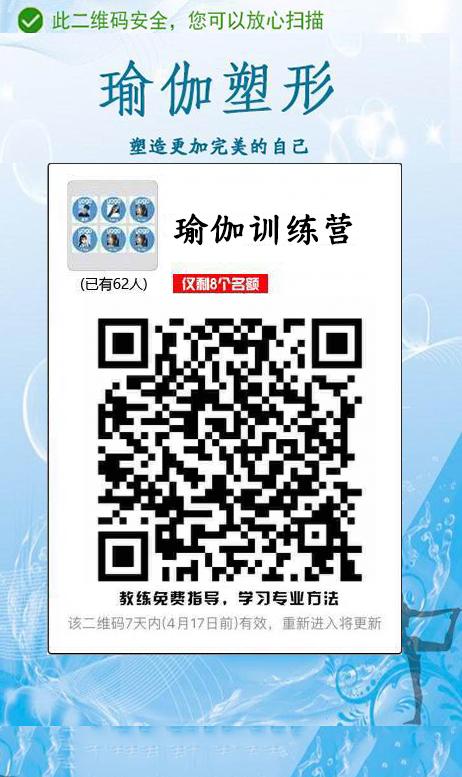 此二维码安全，您可以放心扫描
瑜伽塑形
塑造更加完美的自己
瑜伽训练营
(已有62人)
仅剩8个名额
教练免费指导，学习专业方法
该二维码7天内(4月17日前)有效，重新进入将更新